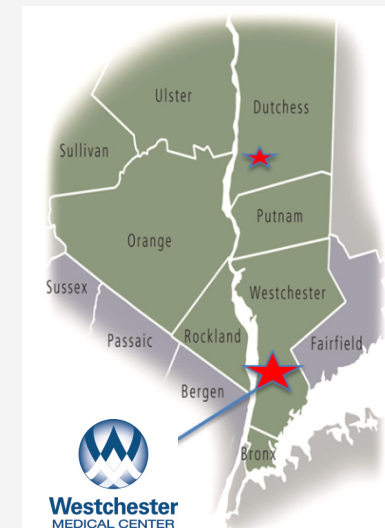 Ulster
Dutchess
Sullivan
Putnam
Orange
Sussex
Westchester
Passaic
Rockland
Fairfield
Bergen
Bronx
Westchester
MEDICAL CENTER